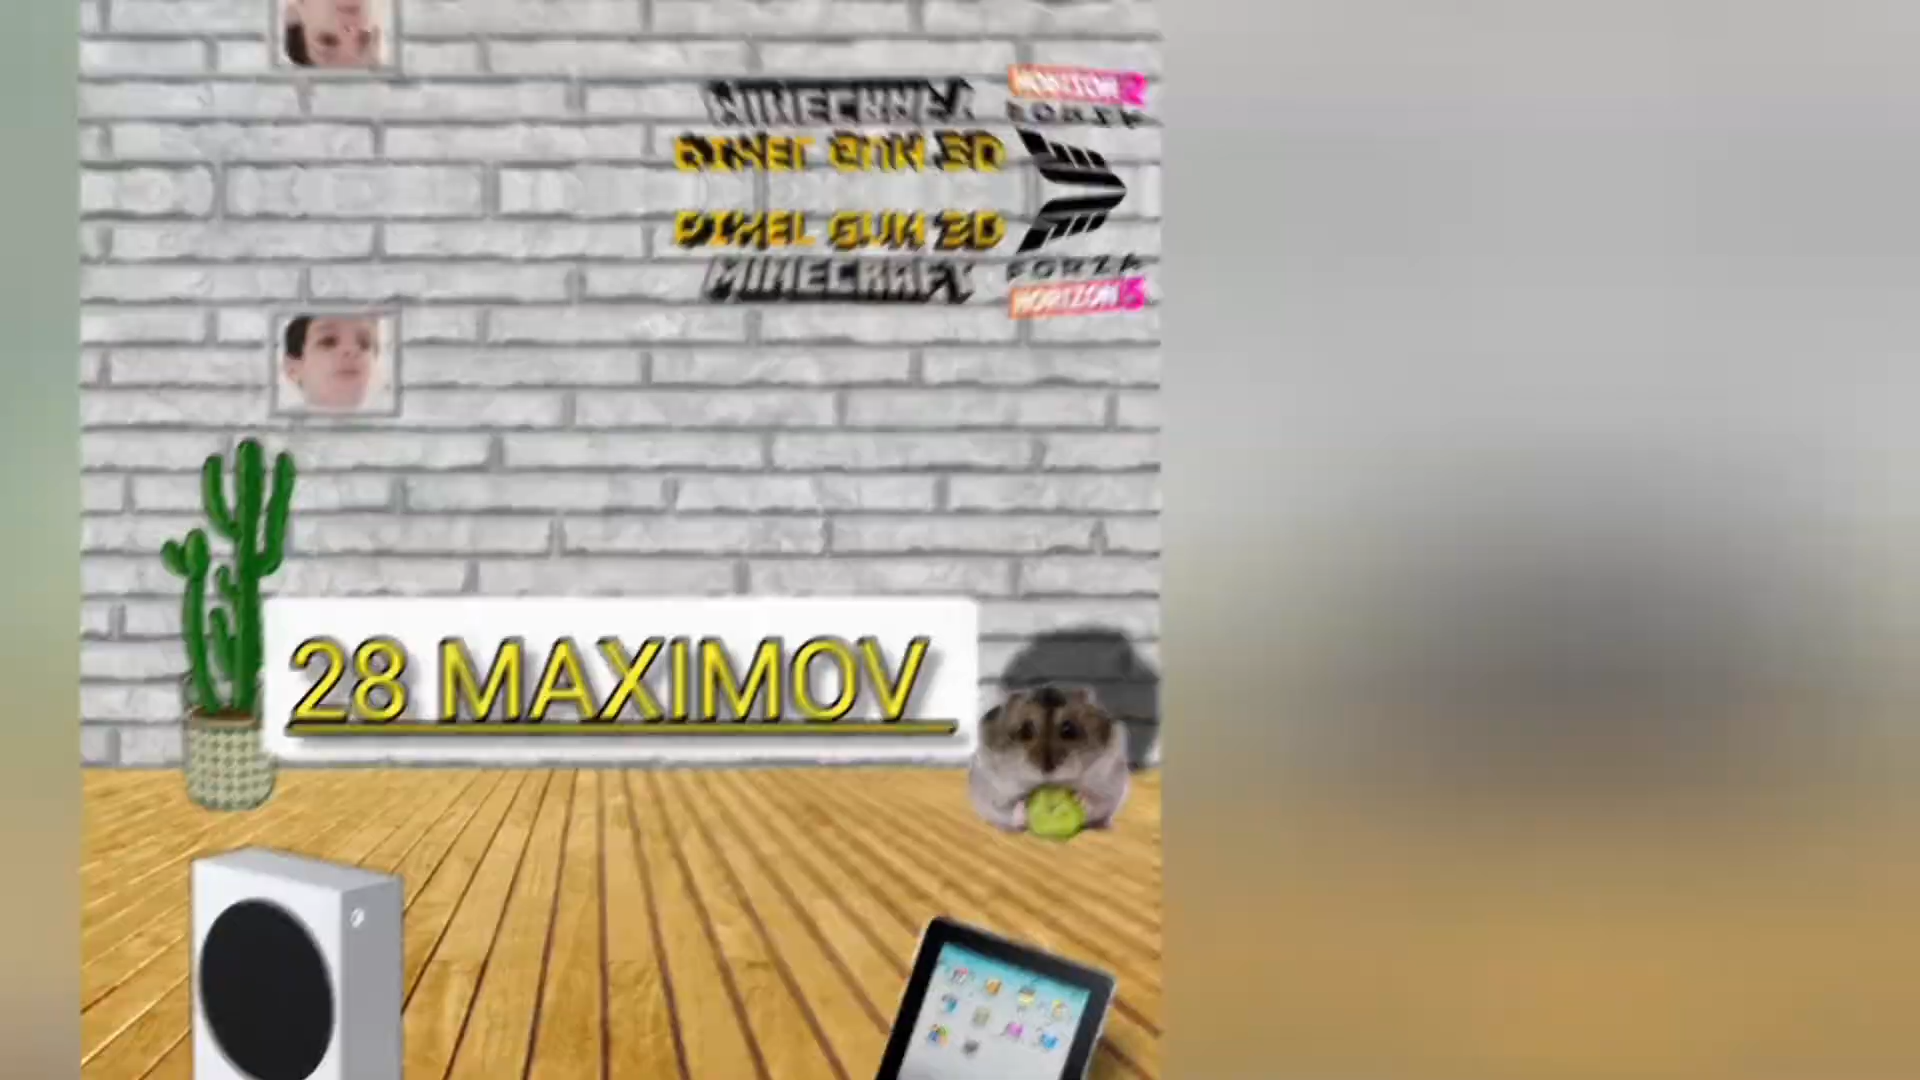 MINECRAFT
PIXEL GUN 3D
PIXEL GUN 3D
MINECRAFT
FORZA
HORIZON 5
28 MAXIMOV